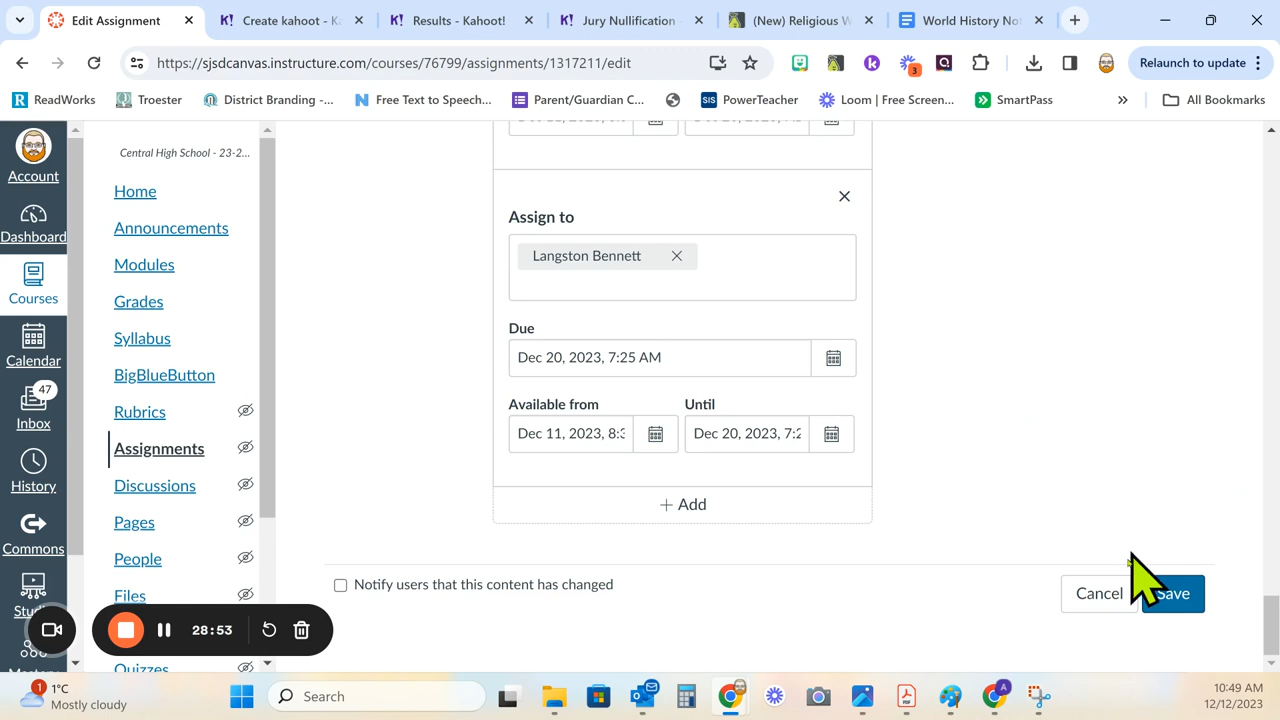 Edit Assignment
Create kahoot - K
Results - Kahoot!
Jury Nullification
(New) Religious W
World History No
https://sjsdcanvas.instructure.com/courses/76799/assignments/1317211/edit
3
Relaunch to update
ReadWorks
Troester
District Branding -...
Free Text to Speech...
Parent/Guardian C...
SIS PowerTeacher
Loom | Free Screen...
SmartPass
All Bookmarks
Account
Dashboard
Courses
Calendar
47
Inbox
History
Commons
Central High School - 23-2...
Home
Announcements
Modules
Grades
Syllabus
BigBlueButton
Rubrics
Assignments
Discussions
Pages
People
Files
Quizzes
Assign to
Langston Bennett
Due
Dec 20, 2023, 7:25 AM
Available from
Until
Dec 11, 2023, 8:3
Dec 20, 2023, 7:2
+ Add
Notify users that this content has changed
Cancel
Save
28:53
1
1°C
Mostly cloudy
Search
10:49 AM
12/12/2023